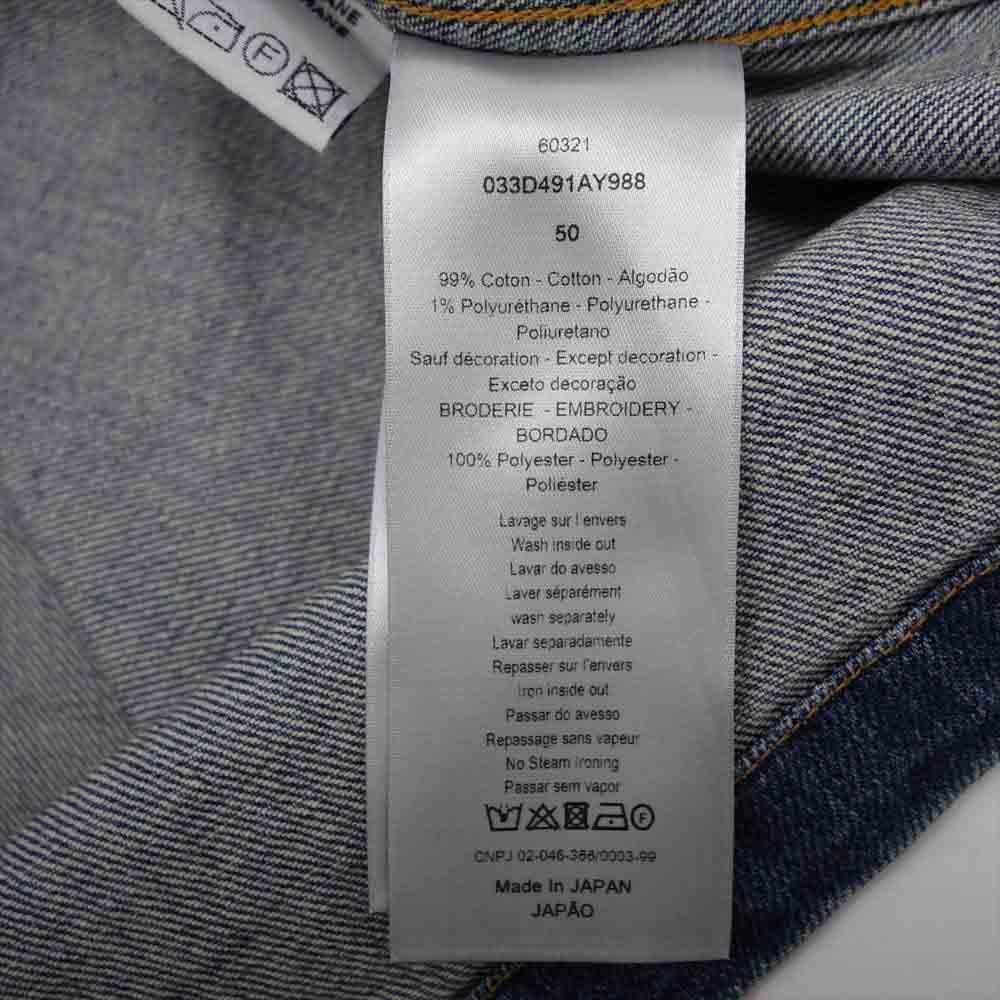 ANE
ANE
F
60321
033D491AY988
50
99% Coton - Cotton - Algodão
1% Polyuréthane - Polyurethane -
Poliuretano
Sauf décoration - Except decoration -
Exceto decoração
BRODERIE - EMBROIDERY -
BORDADO
100% Polyester - Polyester -
Poliéster
Lavage sur l'envers
Wash inside out
Lavar do avesso
Laver séparément
wash separately
Lavar separadamente
Repasser sur l'envers
Iron inside out
Passar do avesso
Repassage sans vapeur
No Steam Ironing
Passar sem vapor
F
CNPJ 02-046-366/0003-99
Made In JAPAN
JAPÃO